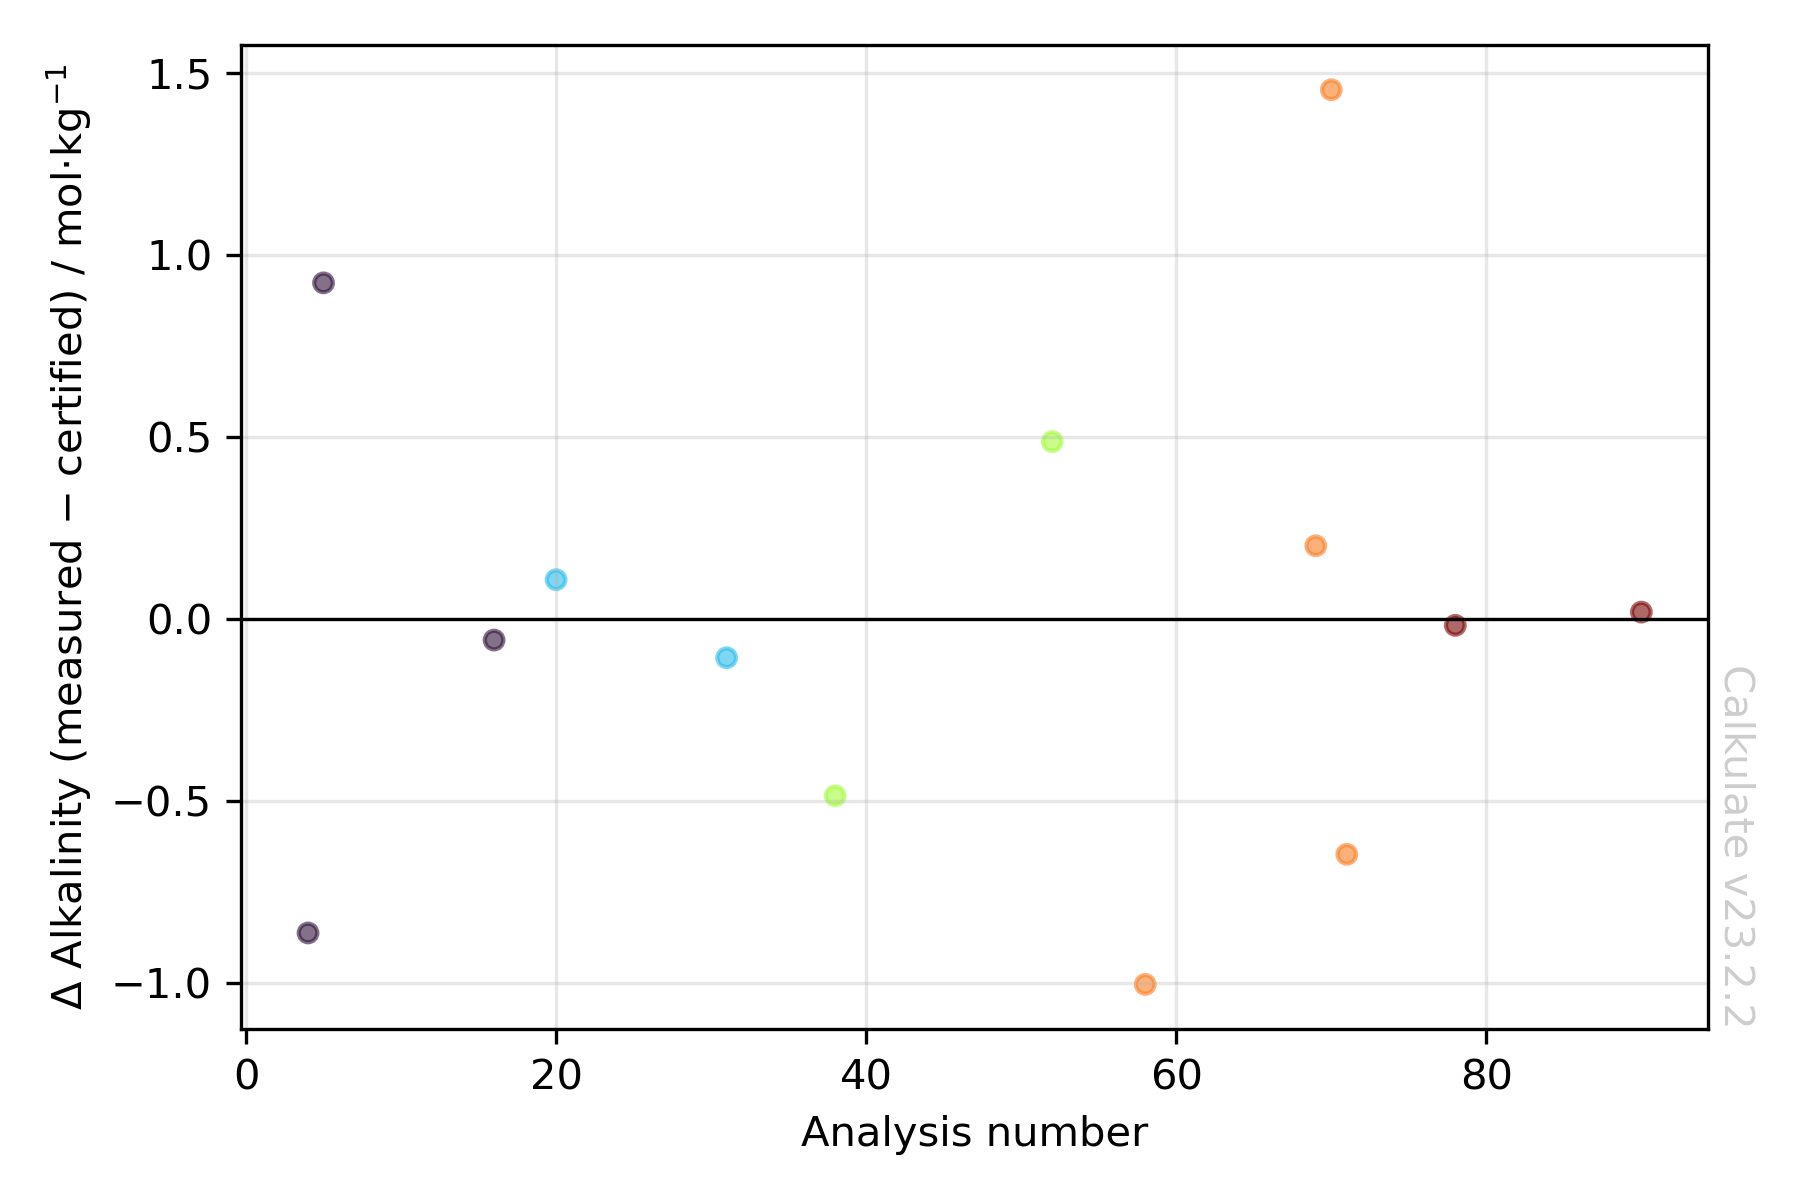 Δ Alkalinity (measured − certified) / mol·kg⁻¹
1.5
1.0
0.5
0.0
−0.5
−1.0
0 20 40 60 80
Analysis number
Calkulate v23.2.2